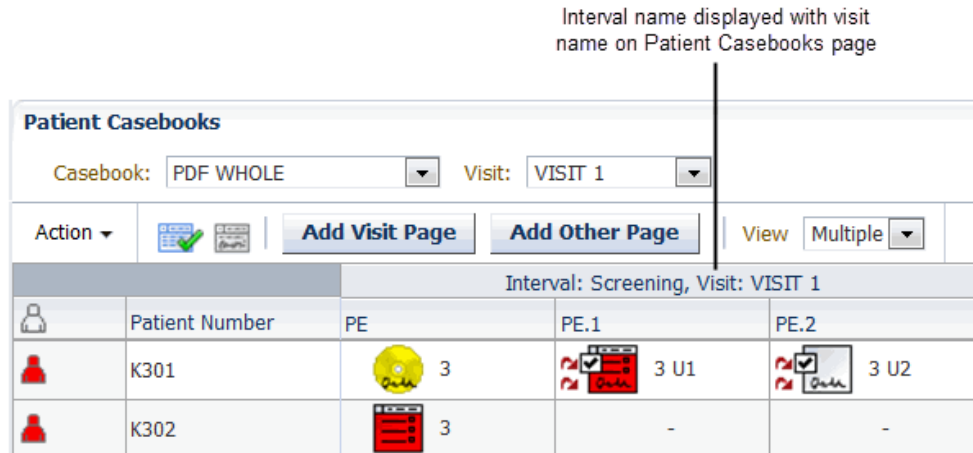 Interval name displayed with visit
name on Patient Casebooks page
Patient Casebooks
Casebook: PDF WHOLE Visit: VISIT 1
Action Add Visit Page Add Other Page View Multiple
Interval: Screening, Visit: VISIT 1
Patient Number PE PE.1 PE.2
K301 3 3 U1 3 U2
K302 3 - -